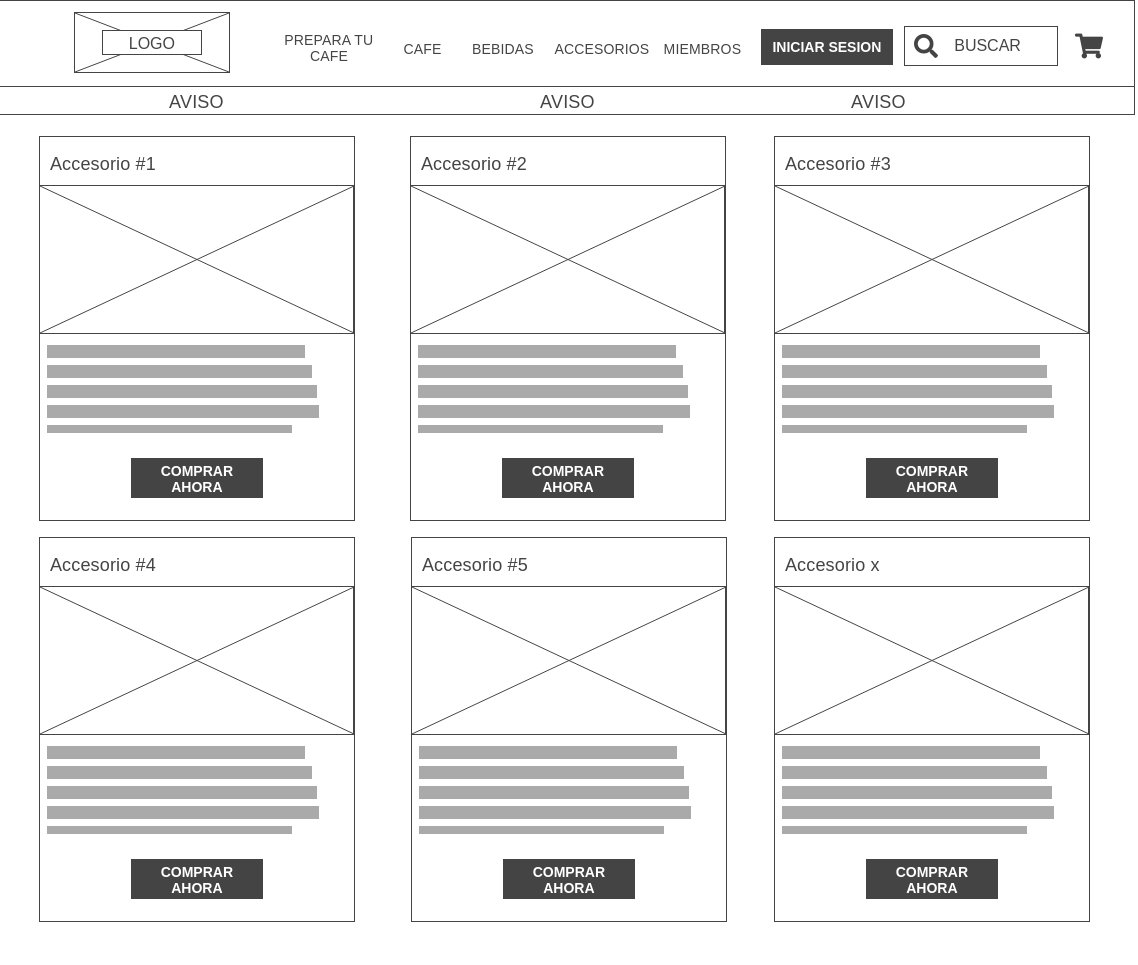 LOGO
PREPARA TU
CAFE
CAFE
BEBIDAS
ACCESORIOS
MIEMBROS
INICIAR SESION
BUSCAR
AVISO
AVISO
AVISO
Accesorio #1
Accesorio #2
Accesorio #3
COMPRAR
AHORA
COMPRAR
AHORA
COMPRAR
AHORA
Accesorio #4
Accesorio #5
Accesorio x
COMPRAR
AHORA
COMPRAR
AHORA
COMPRAR
AHORA